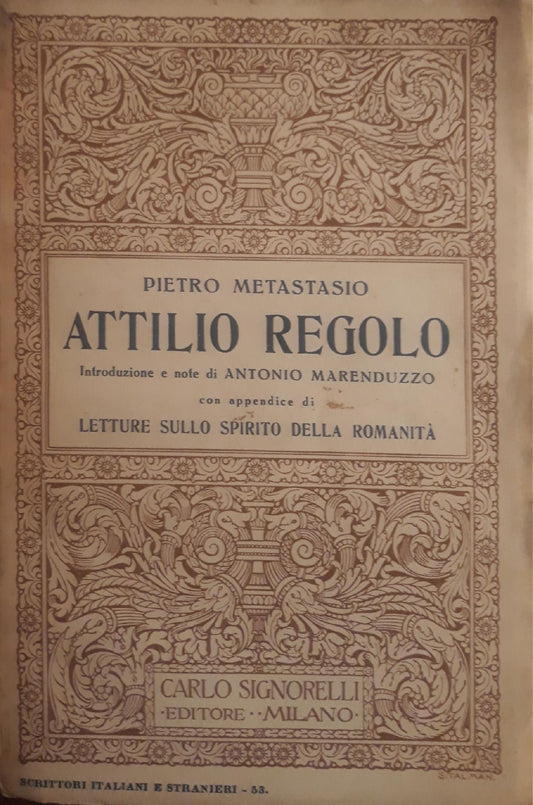 PIETRO METASTASIO
ATTILIO REGOLO
Introduzione e note di ANTONIO MARENDUZZO
con appendice di
LETTURE SULLO SPIRITO DELLA ROMANITÀ
CARLO SIGNORELLI
·EDITORE··MILANO·
S. TALMAN.
SCRITTORI ITALIANI E STRANIERI - 53.